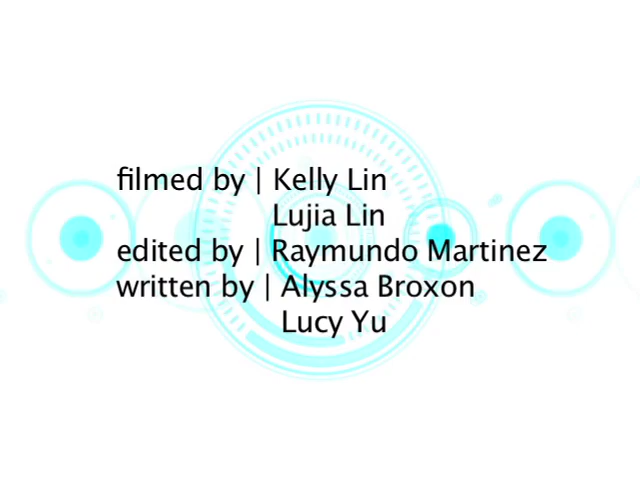 filmed by | Kelly Lin
Lujia Lin
edited by | Raymundo Martinez
written by | Alyssa Broxon
Lucy Yu